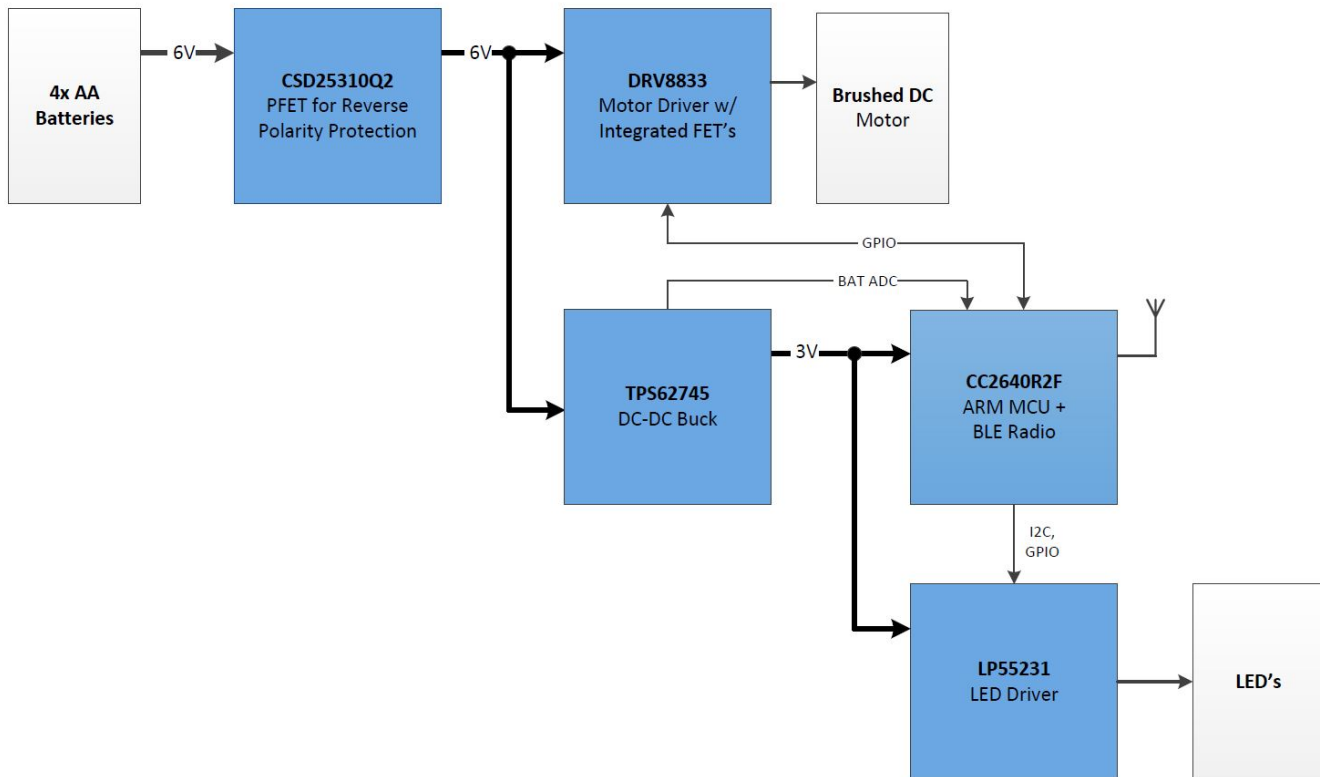 4x AA
Batteries
6V
CSD25310Q2
PFET for Reverse
Polarity Protection
6V
DRV8833
Motor Driver w/
Integrated FET's
Brushed DC
Motor
GPIO
BAT ADC
TPS62745
DC-DC Buck
3V
CC2640R2F
ARM MCU +
BLE Radio
I2C,
GPIO
LP55231
LED Driver
LED's